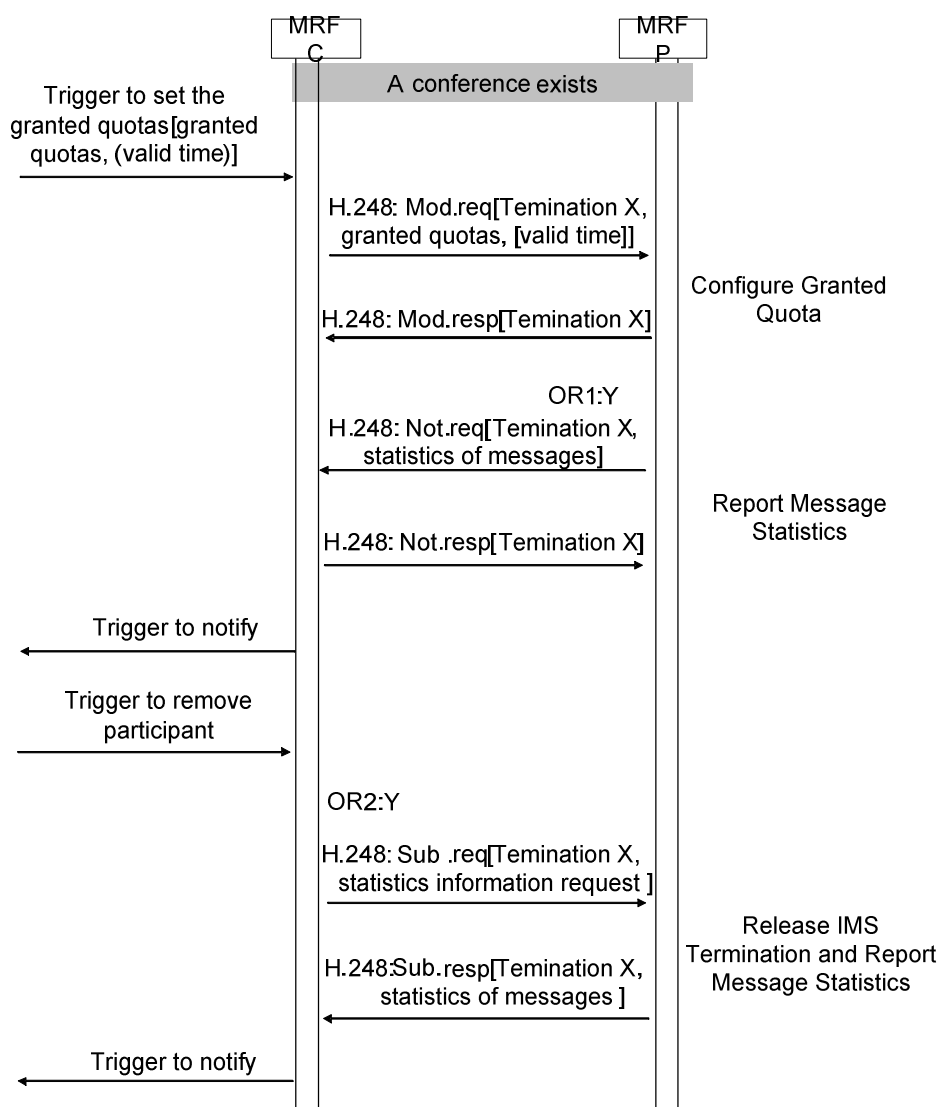 MRF
C
MRF
P
A conference exists
Trigger to set the
granted quotas[granted
quotas, (valid time)]
H.248: Mod.req[Temination X,
granted quotas, [valid time]]
Configure Granted
Quota
H.248: Mod.resp[Temination X]
OR1:Y
H.248: Not.req[Temination X,
statistics of messages]
Report Message
Statistics
H.248: Not.resp[Temination X]
Trigger to notify
Trigger to remove
participant
OR2:Y
H.248: Sub .req[Temination X,
statistics information request ]
Release IMS
Termination and Report
Message Statistics
H.248:Sub.resp[Temination X,
statistics of messages ]
Trigger to notify